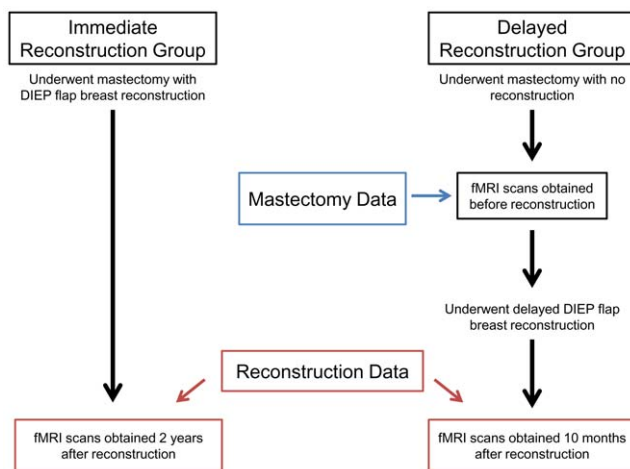 Immediate
Reconstruction Group
Underwent mastectomy with
DIEP flap breast reconstruction
Delayed
Reconstruction Group
Underwent mastectomy with no
reconstruction
Mastectomy Data
fMRI scans obtained
before reconstruction
Underwent delayed DIEP flap
breast reconstruction
Reconstruction Data
fMRI scans obtained 2 years
after reconstruction
fMRI scans obtained 10 months
after reconstruction